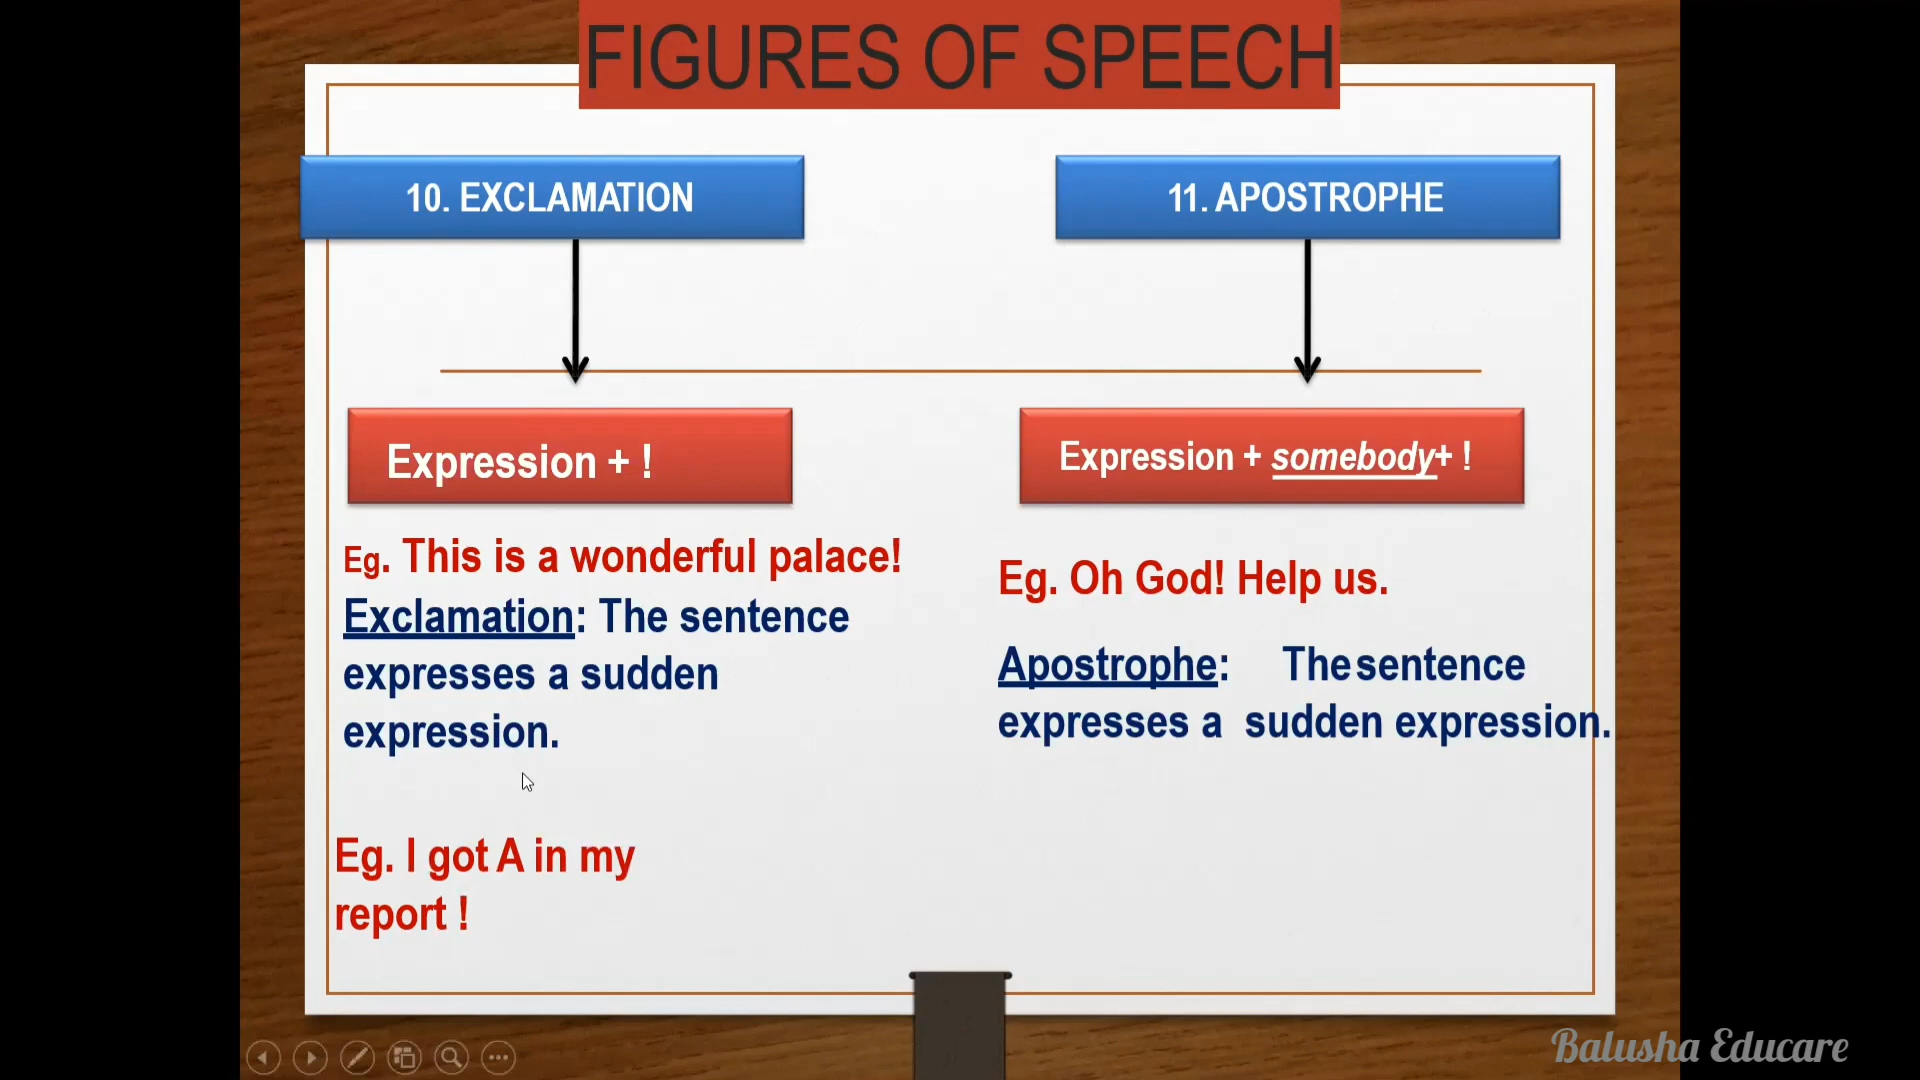 FIGURES OF SPEECH
10. EXCLAMATION
Expression + !
Eg. This is a wonderful palace!
Exclamation: The sentence
expresses a sudden
expression.
Eg. I got A in my
report !
11. APOSTROPHE
Expression + somebody+ !
Eg. Oh God! Help us.
Apostrophe: The sentence
expresses a sudden expression.
Balusha Educare